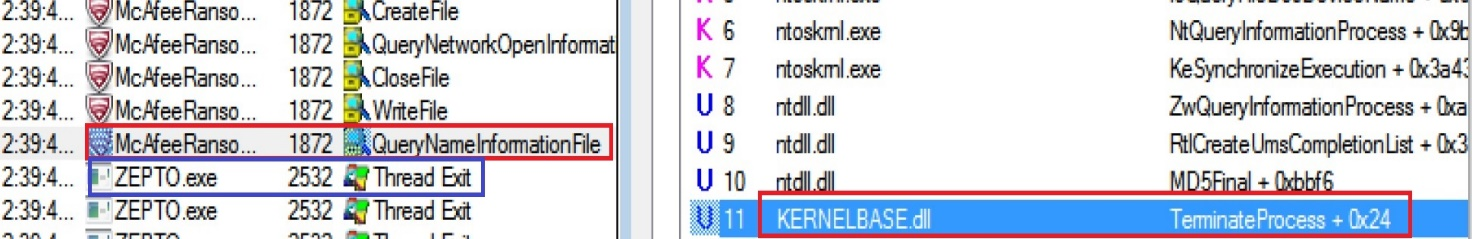 2:39:4... McAfeeRanso... 1872 CreateFile
2:39:4... McAfeeRanso... 1872 QueryNetworkOpenInformat
2:39:4... McAfeeRanso... 1872 CloseFile
2:39:4... McAfeeRanso... 1872 WriteFile
2:39:4... McAfeeRanso... 1872 QueryNameInformationFile
2:39:4... ZEPTO.exe 2532 Thread Exit
2:39:4... ZEPTO.exe 2532 Thread Exit
K 6 ntoskrnl.exe NtQueryInformationProcess + 0x9b
K 7 ntoskrnl.exe KeSynchronizeExecution + 0x3a43
U 8 ntdll.dll ZwQueryInformationProcess + 0xa
U 9 ntdll.dll RtlCreateUmsCompletionList + 0x3
U 10 ntdll.dll MD5Final + 0xbbf6
U 11 KERNELBASE.dll TerminateProcess + 0x24